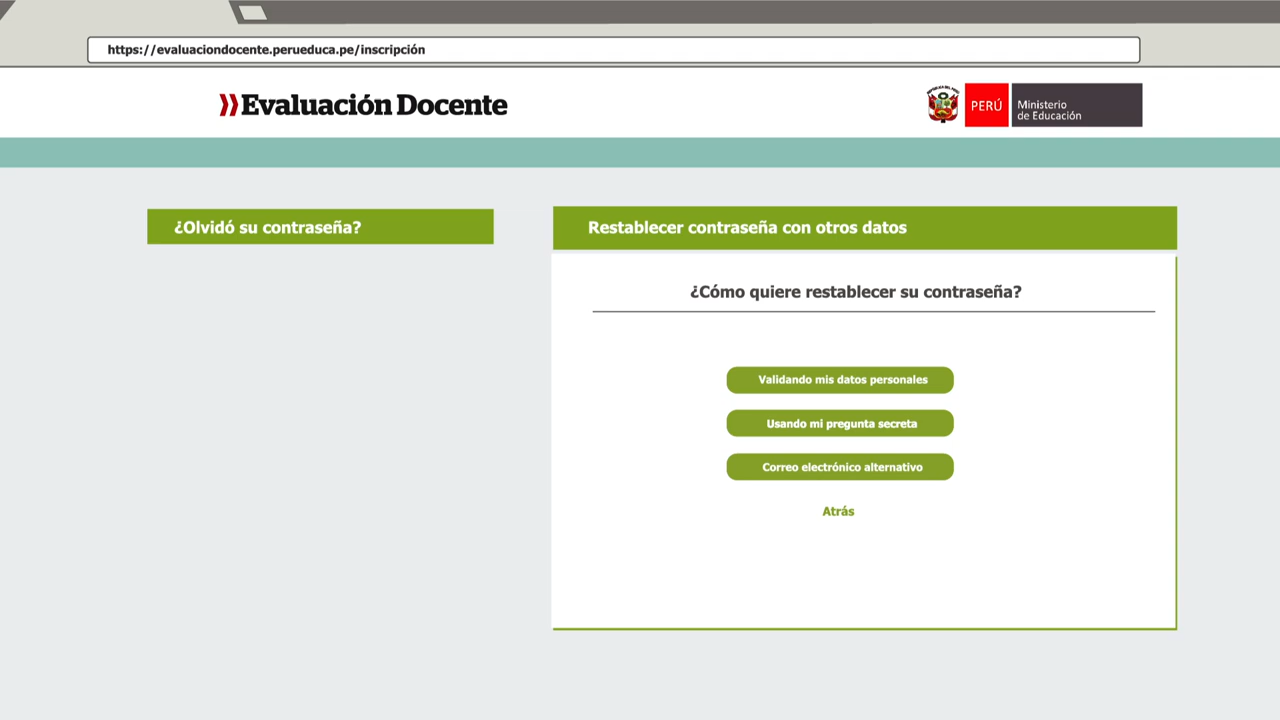 https://evaluaciondocente.perueduca.pe/inscripción
Evaluación Docente
PERÚ
Ministerio
de Educación
¿Olvidó su contraseña?
Restablecer contraseña con otros datos
¿Cómo quiere restablecer su contraseña?
Validando mis datos personales
Usando mi pregunta secreta
Correo electrónico alternativo
Atrás